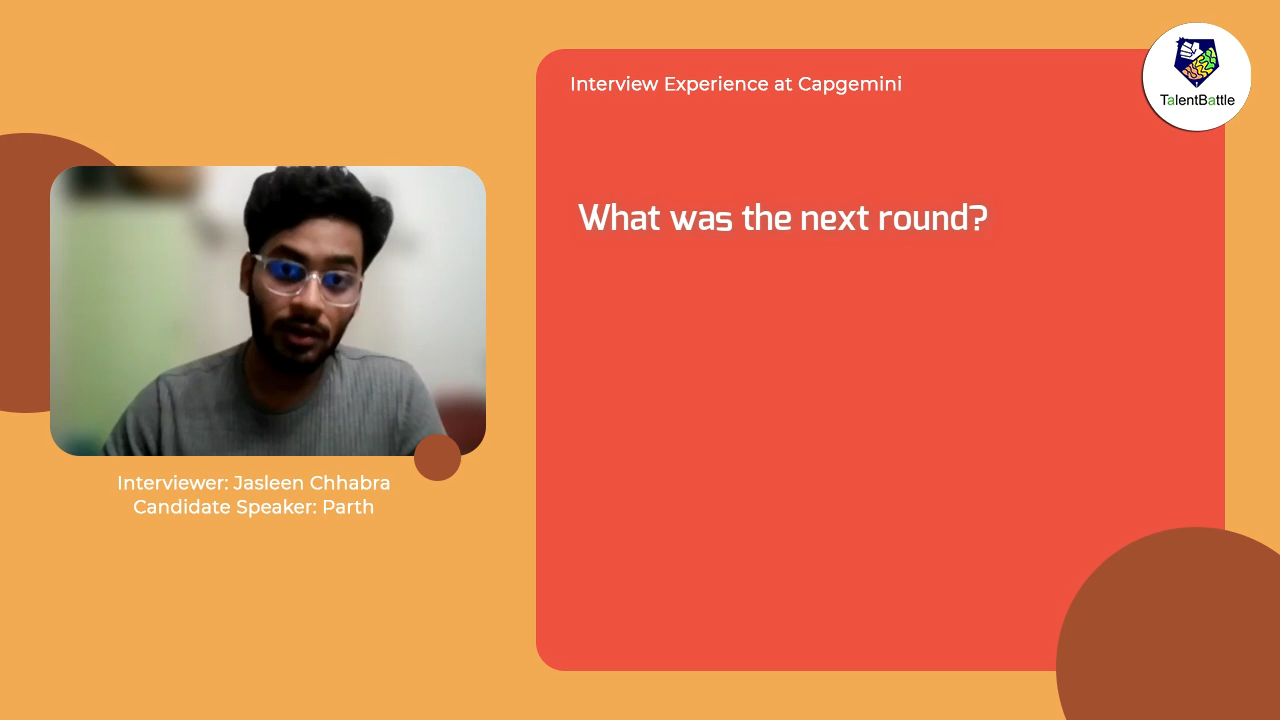 Interview Experience at Capgemini
TalentBattle
What was the next round?
Interviewer: Jasleen Chhabra
Candidate Speaker: Parth